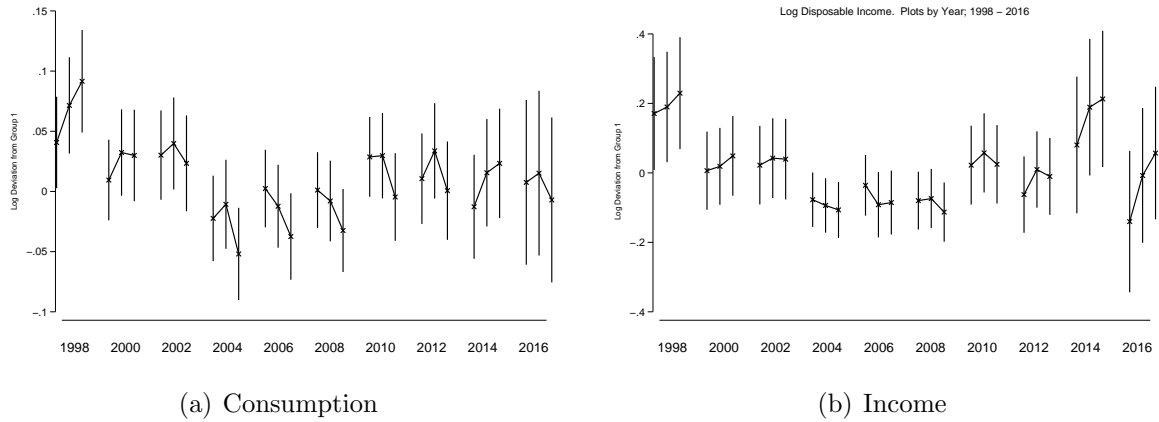 .15
.1
.05
0
−.05
−.1
Log Deviation from Group 1
1998 2000 2002 2004 2006 2008 2010 2012 2014 2016
(a) Consumption
Log Disposable Income. Plots by Year; 1998 − 2016
.4
.2
0
−.2
−.4
Log Deviation from Group 1
1998 2000 2002 2004 2006 2008 2010 2012 2014 2016
(b) Income